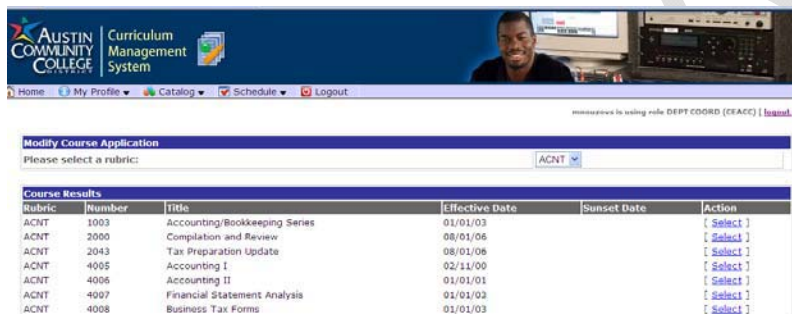 AUSTIN COMMUNITY COLLEGE DISTRICT
Curriculum Management System
Home My Profile Catalog Schedule Logout
is using role DEPT COORD (CEACC) [ logout
Modify Course Application
Please select a rubric: ACNT
Course Results
Rubric Number Title Effective Date Sunset Date Action
ACNT 1003 Accounting/Bookkeeping Series 01/01/03 [ Select ]
ACNT 2000 Compilation and Review 08/01/06 [ Select ]
ACNT 2043 Tax Preparation Update 08/01/06 [ Select ]
ACNT 4005 Accounting I 02/11/00 [ Select ]
ACNT 4006 Accounting II 01/01/01 [ Select ]
ACNT 4007 Financial Statement Analysis 01/01/03 [ Select ]
ACNT 4008 Business Tax Forms 01/01/03 [ Select ]